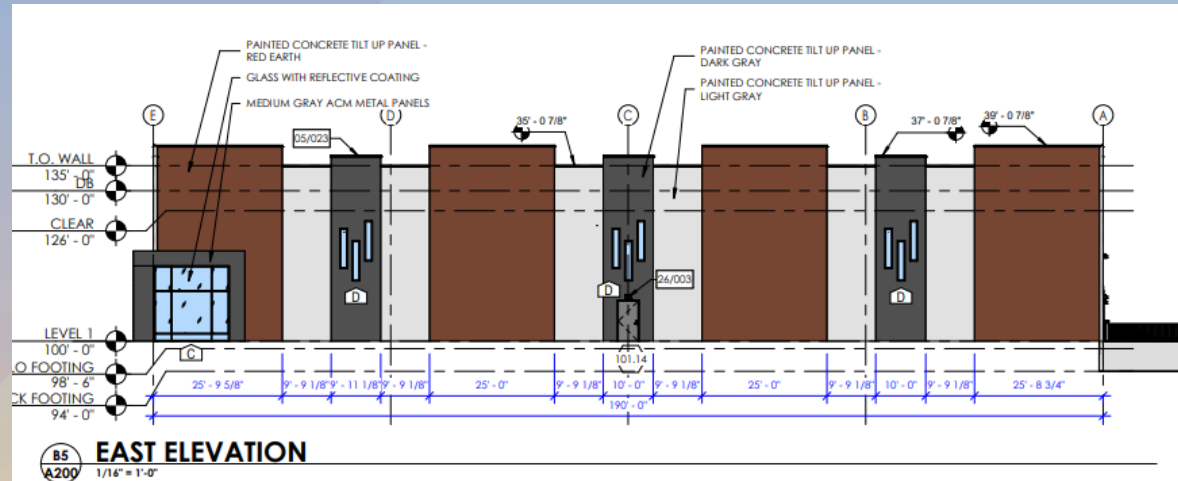 PAINTED CONCRETE TILT UP PANEL -
RED EARTH
GLASS WITH REFLECTIVE COATING
MEDIUM GRAY ACM METAL PANELS
PAINTED CONCRETE TILT UP PANEL -
DARK GRAY
PAINTED CONCRETE TILT UP PANEL -
LIGHT GRAY
E
D
C
B
A
05/023
35' - 0 7/8"
37' - 0 7/8"
39' - 0 7/8"
T.O. WALL
135' - 0"
DB
130' - 0"
CLEAR
126' - 0"
D
D
D
26/003
LEVEL 1
100' - 0"
C
101.14
O FOOTING
98' - 6"
CK FOOTING
94' - 0"
25' - 9 5/8"
9' - 9 1/8"
9' - 11 1/8"
9' - 9 1/8"
25' - 0"
9' - 9 1/8"
10' - 0"
9' - 9 1/8"
25' - 0"
9' - 9 1/8"
10' - 0"
9' - 9 1/8"
25' - 8 3/4"
190' - 0"
B5
A200
EAST ELEVATION
1/16" = 1'-0"